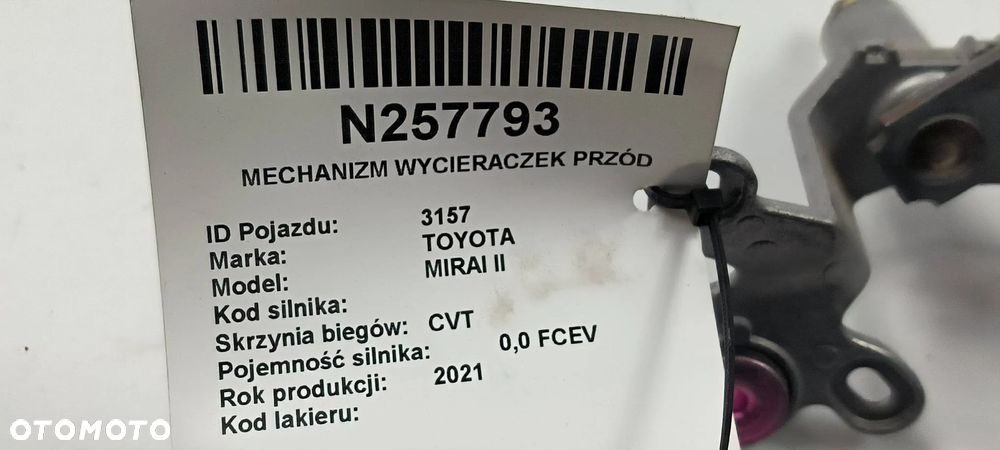 N257793
MECHANIZM WYCIERACZEK PRZÓD
ID Pojazdu: 3157
Marka: TOYOTA
Model: MIRAI II
Kod silnika:
Skrzynia biegów: CVT
Pojemność silnika: 0,0 FCEV
Rok produkcji: 2021
Kod lakieru:
OTOMOTO